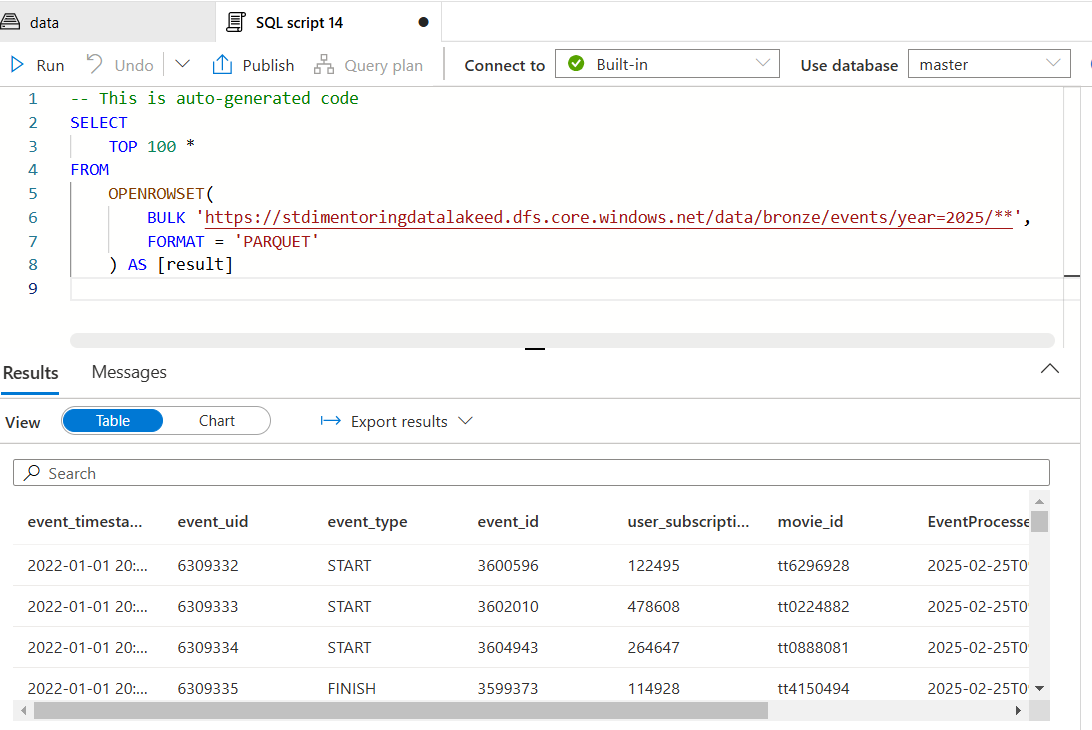 data SQL script 14
Run Undo Publish Query plan Connect to Built-in Use database master
1 -- This is auto-generated code
2 SELECT
3 TOP 100 *
4 FROM
5 OPENROWSET(
6 BULK 'https://stdimentoringdatalakeed.dfs.core.windows.net/data/bronze/events/year=2025/**',
7 FORMAT = 'PARQUET'
8 ) AS [result]
9
Results Messages
View Table Chart Export results
Search
event_timesta... event_uid event_type event_id user_subscripti... movie_id EventProcesse
2022-01-01 20:... 6309332 START 3600596 122495 tt6296928 2025-02-25T0
2022-01-01 20:... 6309333 START 3602010 478608 tt0224882 2025-02-25T0
2022-01-01 20:... 6309334 START 3604943 264647 tt0888081 2025-02-25T0
2022-01-01 20:... 6309335 FINISH 3599373 114928 tt4150494 2025-02-25T0